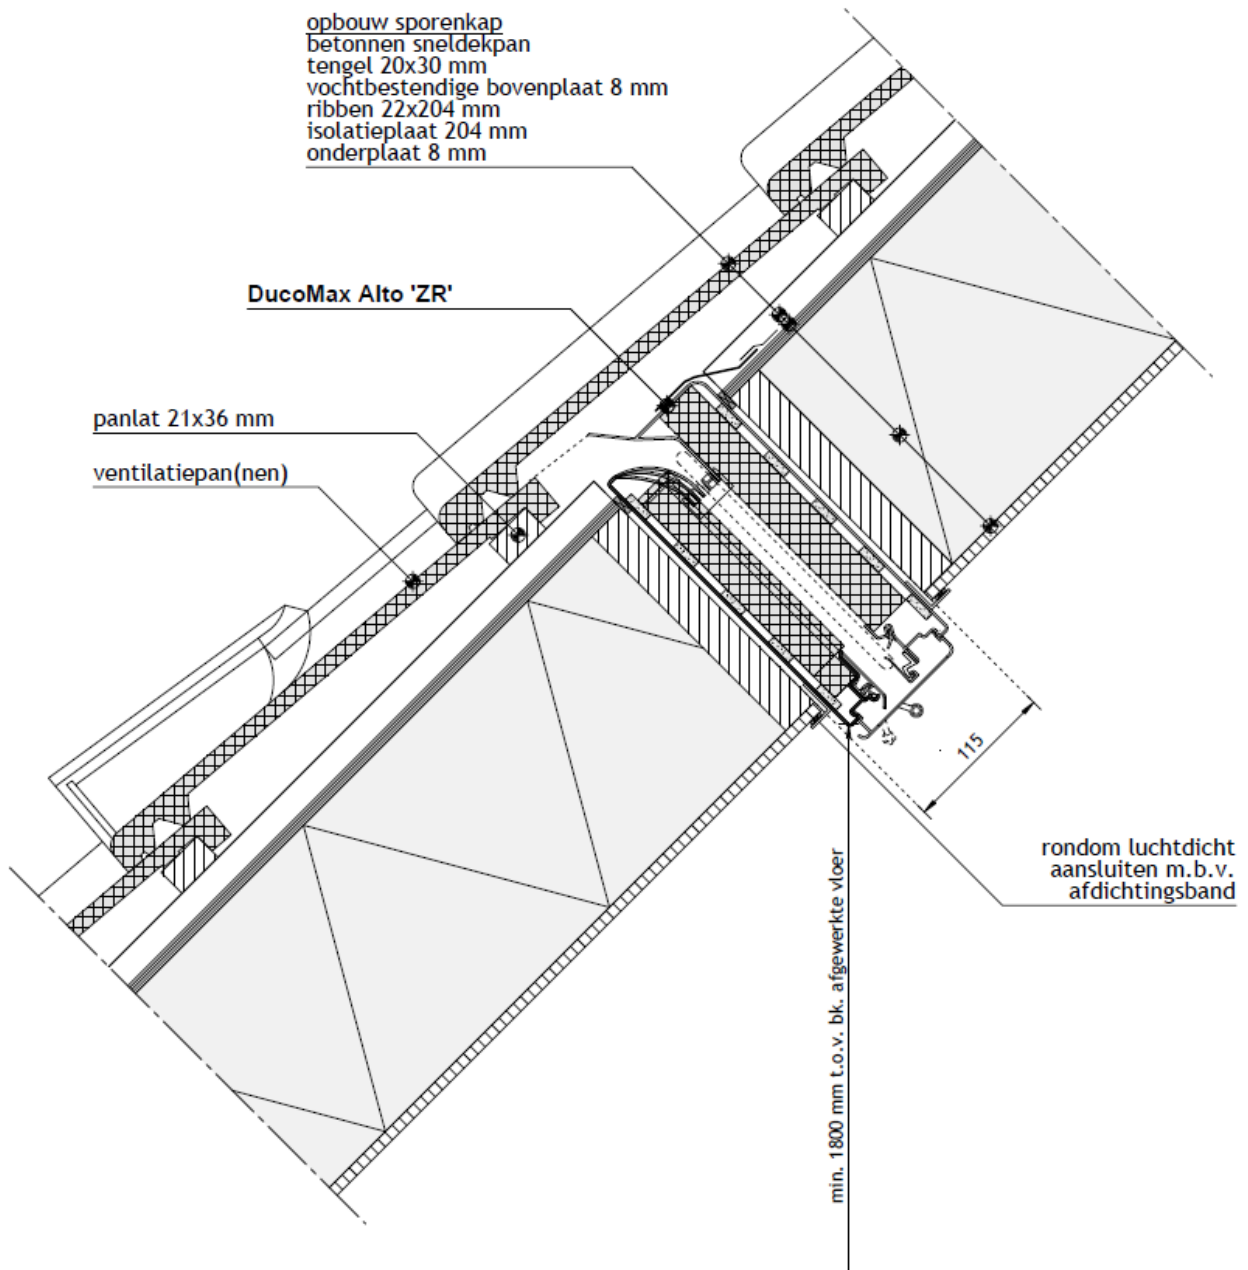 opbouw sporenkap
betonnen sneldekpan
tengel 20x30 mm
vochtbestendige bovenplaat 8 mm
ribben 22x204 mm
isolatieplaat 204 mm
onderplaat 8 mm
DucoMax Alto 'ZR'
panlat 21x36 mm
ventilatiepan(nen)
115
rondom luchtdicht
aansluiten m.b.v.
afdichtingsband
min. 1800 mm t.o.v. bk. afgewerkte vloer